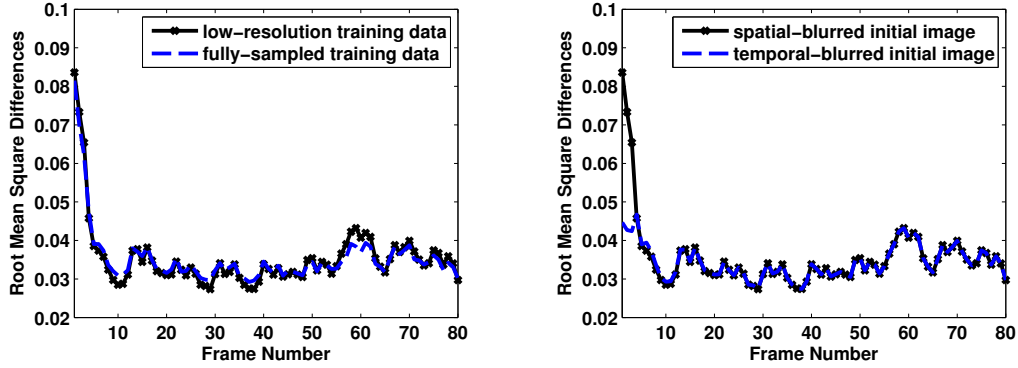 low−resolution training data
fully−sampled training data
Root Mean Square Differences
0.1
0.09
0.08
0.07
0.06
0.05
0.04
0.03
0.02
10 20 30 40 50 60 70 80
Frame Number
spatial−blurred initial image
temporal−blurred initial image
Root Mean Square Differences
0.1
0.09
0.08
0.07
0.06
0.05
0.04
0.03
0.02
10 20 30 40 50 60 70 80
Frame Number